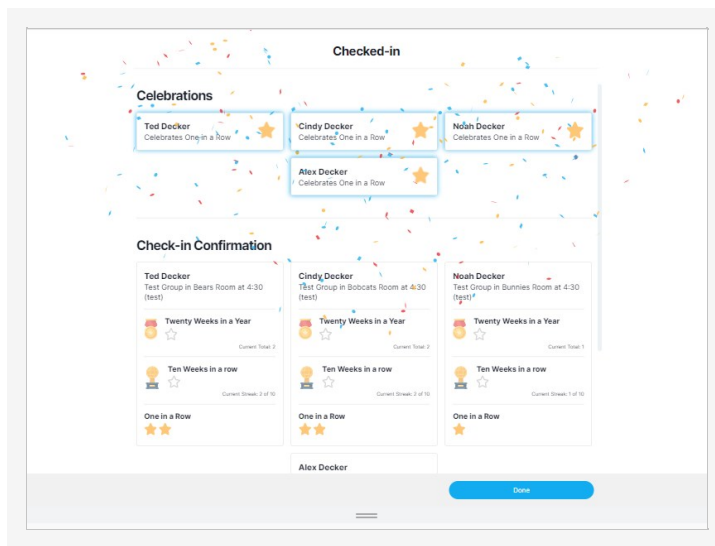 Checked-in
Celebrations
Ted Decker
Celebrates One in a Row
Cindy Decker
Celebrates One in a Row
Noah Decker
Celebrates One in a Row
Alex Decker
Celebrates One in a Row
Check-in Confirmation
Ted Decker
Test Group in Bears Room at 4:30
(test)
Twenty Weeks in a Year
Current Total: 2
Ten Weeks in a row
Current Streak: 2 of 10
One in a Row
Cindy Decker
Test Group in Bobcats Room at 4:30
(test)
Twenty Weeks in a Year
Current Total: 2
Ten Weeks in a row
Current Streak: 2 of 10
One in a Row
Noah Decker
Test Group in Bunnies Room at 4:30
(test)
Twenty Weeks in a Year
Current Total: 1
Ten Weeks in a row
Current Streak: 1 of 10
One in a Row
Alex Decker
Done